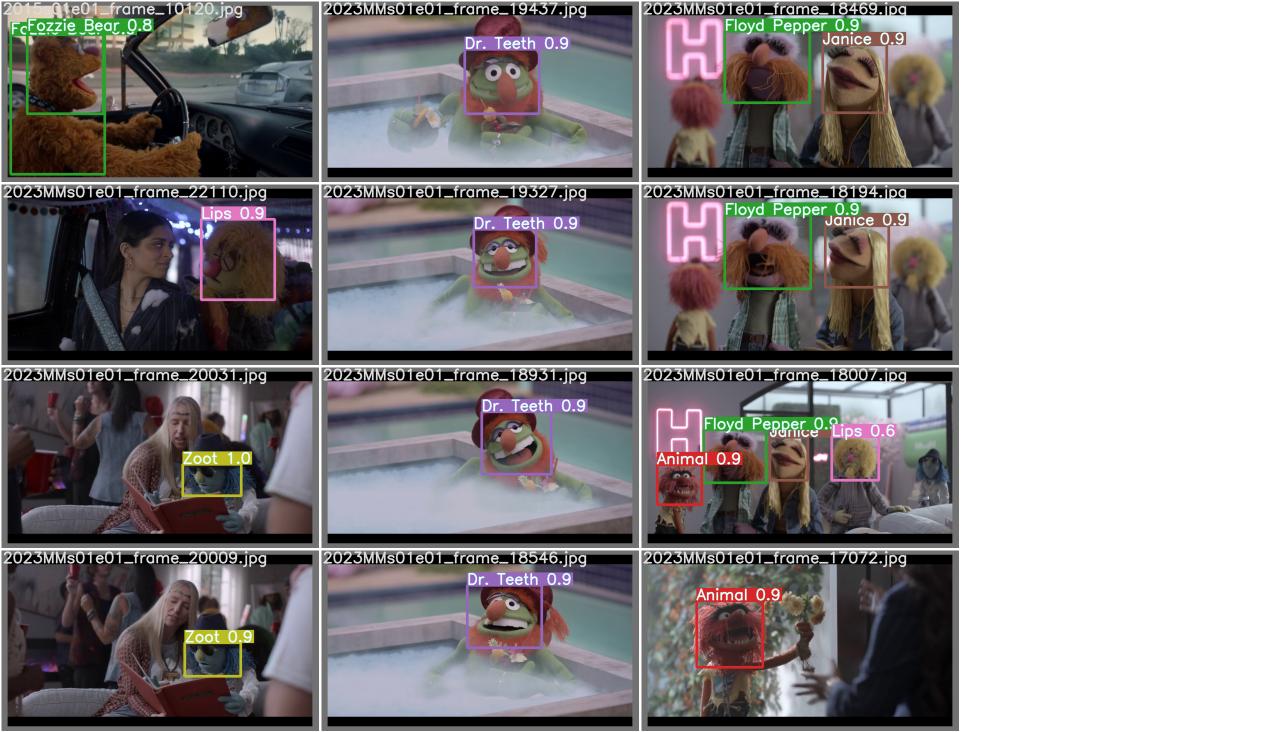 2015_01e01_frame_10120.jpg
Fozzie Bear 0.8
2023MMs01e01_frame_19437.jpg
Dr. Teeth 0.9
2023MMs01e01_frame_18469.jpg
Floyd Pepper 0.9
Janice 0.9
H
2023MMs01e01_frame_22110.jpg
Lips 0.9
2023MMs01e01_frame_19327.jpg
Dr. Teeth 0.9
2023MMs01e01_frame_18194.jpg
Floyd Pepper 0.9
Janice 0.9
H
2023MMs01e01_frame_20031.jpg
Zoot 1.0
2023MMs01e01_frame_18931.jpg
Dr. Teeth 0.9
2023MMs01e01_frame_18007.jpg
Floyd Pepper 0.9
Janice
Lips 0.6
H
Animal 0.9
2023MMs01e01_frame_20009.jpg
Zoot 0.9
2023MMs01e01_frame_18546.jpg
Dr. Teeth 0.9
2023MMs01e01_frame_17072.jpg
Animal 0.9